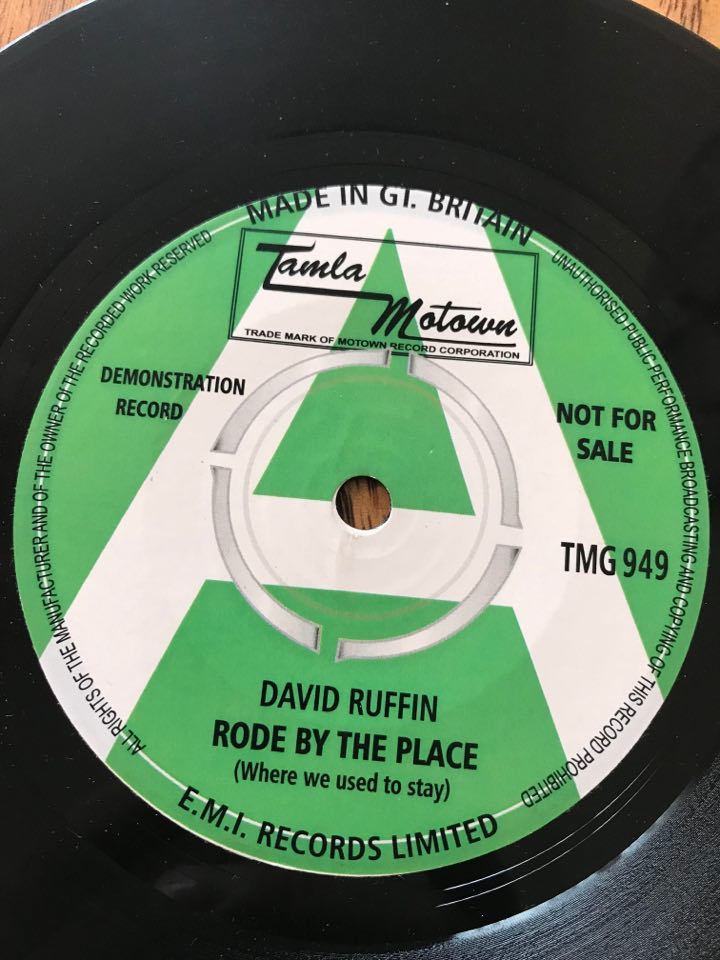 MADE IN GT. BRITAIN
Tamla
Motown
TRADE MARK OF MOTOWN RECORD CORPORATION
ALL RIGHTS OF THE MANUFACTURER AND OF THE OWNER OF THE RECORDED WORK RESERVED
UNAUTHORISED PUBLIC PERFORMANCE BROADCASTING AND COPYING OF THIS RECORD PROHIBITED
DEMONSTRATION
RECORD
NOT FOR
SALE
TMG 949
DAVID RUFFIN
RODE BY THE PLACE
(Where we used to stay)
E.M.I. RECORDS LIMITED